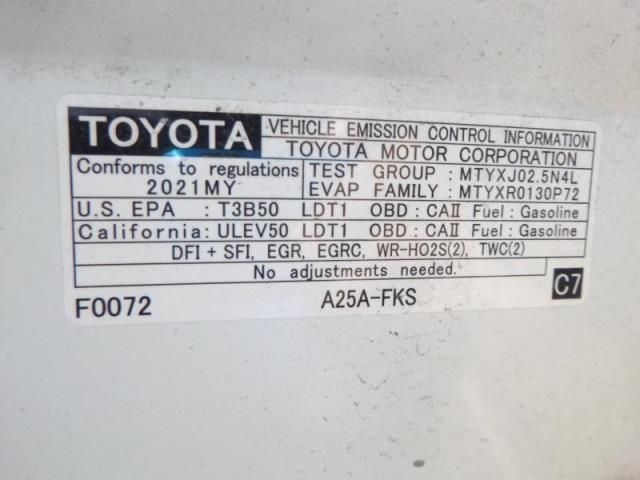 TOYOTA VEHICLE EMISSION CONTROL INFORMATION
TOYOTA MOTOR CORPORATION
Conforms to regulations TEST GROUP : MTYXJ02.5N4L
2021MY EVAP FAMILY : MTYXR0130P72
U.S. EPA : T3B50 LDT1 OBD : CAⅡ Fuel : Gasoline
California : ULEV50 LDT1 OBD : CAⅡ Fuel : Gasoline
DFI + SFI, EGR, EGRC, WR-HO2S(2), TWC(2)
No adjustments needed.
F0072 A25A-FKS C7